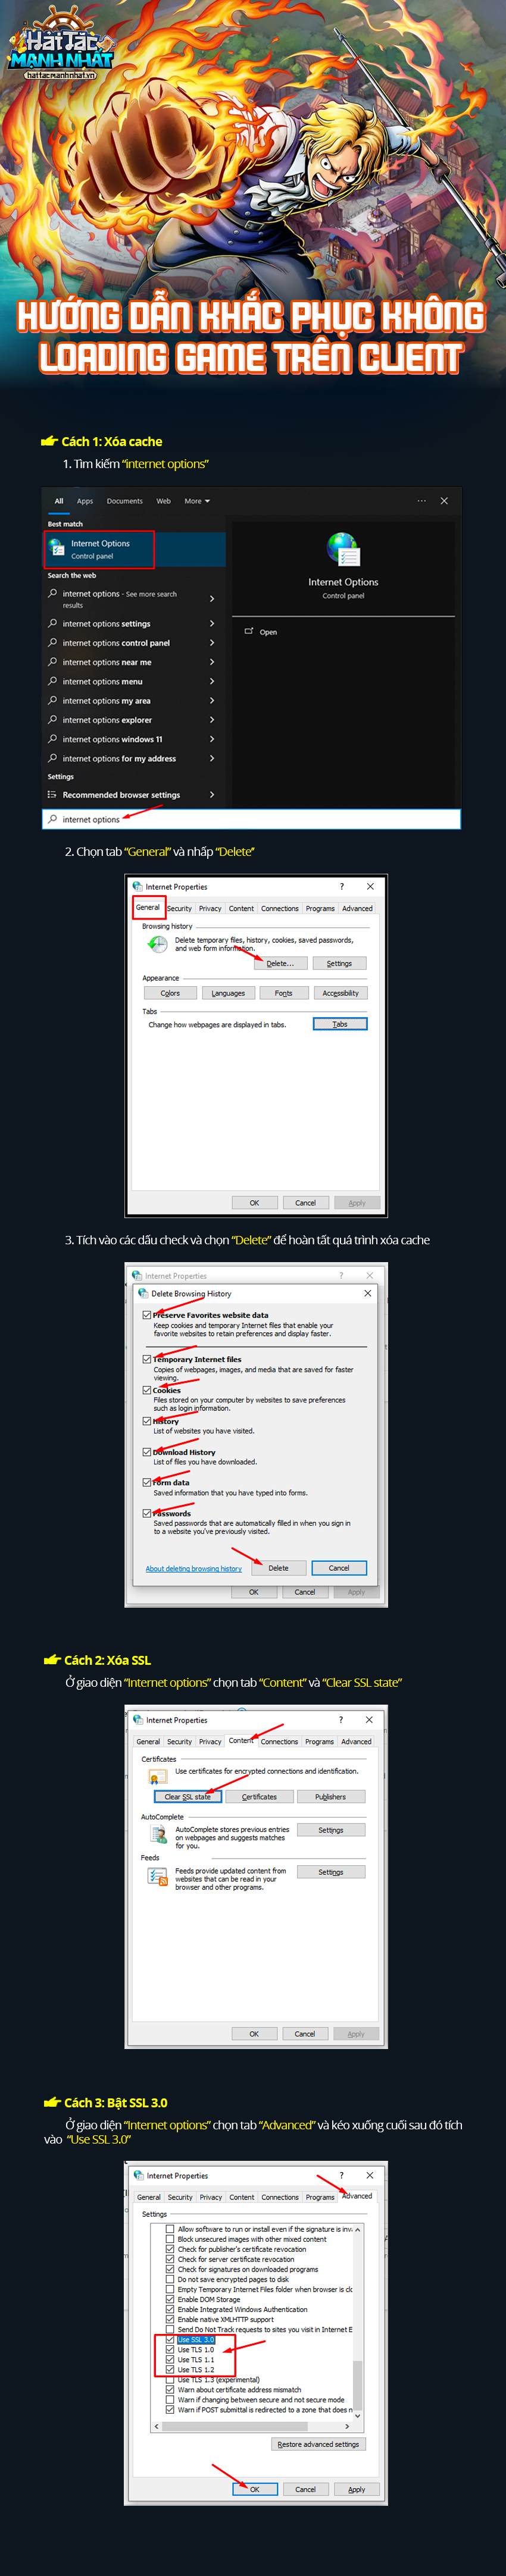 Hải Tặc
MẠNH NHẤT
haitacmanhnhat.vn
HƯỚNG DẪN KHẮC PHỤC KHÔNG
LOADING GAME TRÊN CLIENT
Cách 1: Xóa cache
1. Tìm kiếm “internet options”
All Apps Documents Web More
Best match
Internet Options
Control panel
Search the web
internet options - See more search
results
internet options settings
internet options control panel
internet options near me
internet options menu
internet options my area
internet options explorer
internet options windows 11
internet options for my address
Settings
Recommended browser settings
internet options
Internet Options
Control panel
Open
2. Chọn tab “General” và nhấp “Delete”
Internet Properties ?
General Security Privacy Content Connections Programs Advanced
Browsing history
Delete temporary files, history, cookies, saved passwords,
and web form information.
Delete... Settings
Appearance
Colors Languages Fonts Accessibility
Tabs
Change how webpages are displayed in tabs. Tabs
OK Cancel Apply
3. Tích vào các dấu check và chọn “Delete” để hoàn tất quá trình xóa cache
Internet Properties ?
Delete Browsing History
Preserve Favorites website data
Keep cookies and temporary Internet files that enable your
favorite websites to retain preferences and display faster.
Temporary Internet files
Copies of webpages, images, and media that are saved for faster
viewing.
Cookies
Files stored on your computer by websites to save preferences
such as login information.
History
List of websites you have visited.
Download History
List of files you have downloaded.
Form data
Saved information that you have typed into forms.
Passwords
Saved passwords that are automatically filled in when you sign in
to a website you've previously visited.
About deleting browsing history Delete Cancel
OK Cancel Apply
Cách 2: Xóa SSL
Ở giao diện “Internet options” chọn tab “Content” và “Clear SSL state”
Internet Properties ?
General Security Privacy Content Connections Programs Advanced
Certificates
Use certificates for encrypted connections and identification.
Clear SSL state Certificates Publishers
AutoComplete
AutoComplete stores previous entries
on webpages and suggests matches
for you.
Settings
Feeds
Feeds provide updated content from
websites that can be read in your
browser and other programs.
Settings
OK Cancel Apply
Cách 3: Bật SSL 3.0
Ở giao diện “Internet options” chọn tab “Advanced” và kéo xuống cuối sau đó tích
vào “Use SSL 3.0”
Internet Properties ?
General Security Privacy Content Connections Programs Advanced
Settings
Allow software to run or install even if the signature is inva
Block unsecured images with other mixed content
Check for publisher's certificate revocation
Check for server certificate revocation
Check for signatures on downloaded programs
Do not save encrypted pages to disk
Empty Temporary Internet Files folder when browser is clo
Enable DOM Storage
Enable Integrated Windows Authentication
Enable native XMLHTTP support
Send Do Not Track requests to sites you visit in Internet E
Use SSL 3.0
Use TLS 1.0
Use TLS 1.1
Use TLS 1.2
Use TLS 1.3 (experimental)
Warn about certificate address mismatch
Warn if changing between secure and not secure mode
Warn if POST submittal is redirected to a zone that does n
Restore advanced settings
OK Cancel Apply